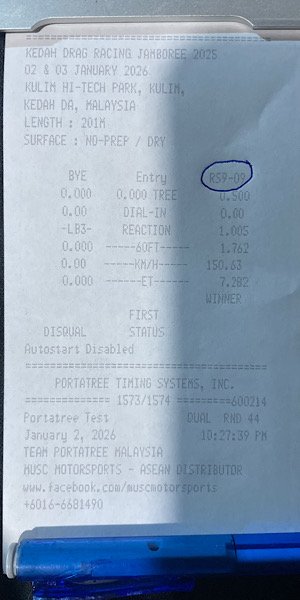 ==========================================
KEDAH DRAG RACING JAMBOREE 2025
02 & 03 JANUARY 2026
KULIM HI-TECH PARK, KULIM,
KEDAH DA, MALAYSIA
LENGTH : 201M
SURFACE : NO-PREP / DRY
BYE Entry RS9-09
0.000 0.000 TREE 0.500
0.00 DIAL-IN 0.00
-LB3- REACTION 1.005
0.000 -----60FT----- 1.762
0.00 -----KM/H----- 150.63
0.000 ------ET------ 7.282
WINNER
FIRST
DISQUAL STATUS
Autostart Disabled
==========================================
PORTATREE TIMING SYSTEMS, INC.
============== 1573/1574 =========600214
Portatree Test DUAL RND 44
January 2, 2026 10:27:39 PM
TEAM PORTATREE MALAYSIA
MUSC MOTORSPORTS - ASEAN DISTRIBUTOR
www.facebook.com/muscmotorsports
+6016-6681490